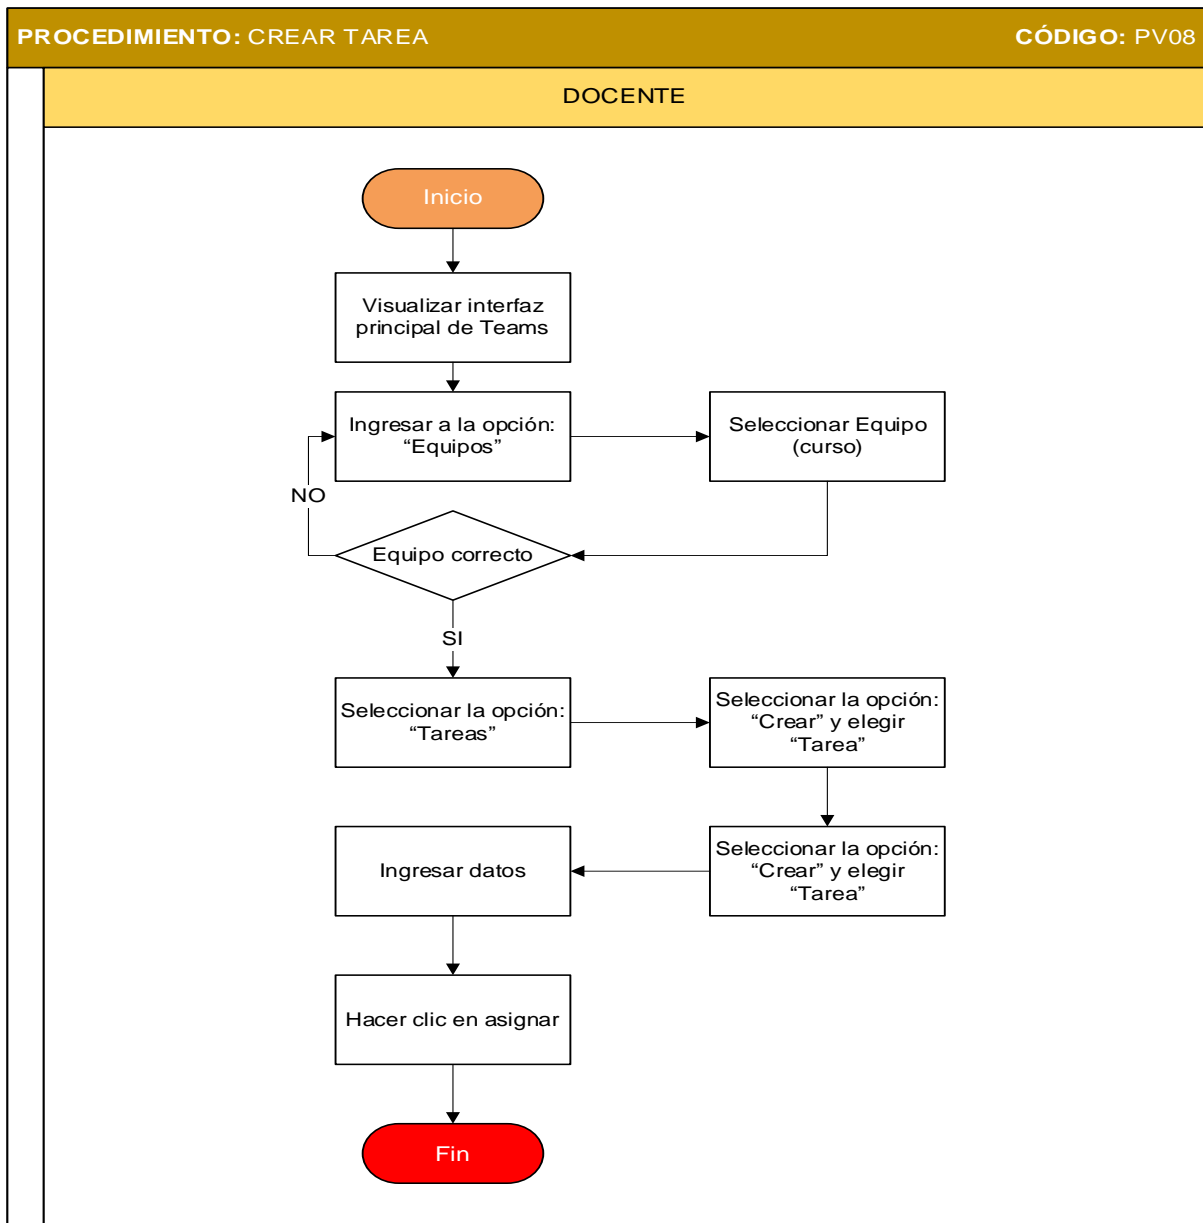 PROCEDIMIENTO: CREAR TAREA
CÓDIGO: PV08
DOCENTE
Inicio
Visualizar interfaz
principal de Teams
Ingresar a la opción:
“Equipos”
Seleccionar Equipo
(curso)
NO
Equipo correcto
SI
Seleccionar la opción:
“Tareas”
Seleccionar la opción:
“Crear” y elegir
“Tarea”
Seleccionar la opción:
“Crear” y elegir
“Tarea”
Ingresar datos
Hacer clic en asignar
Fin